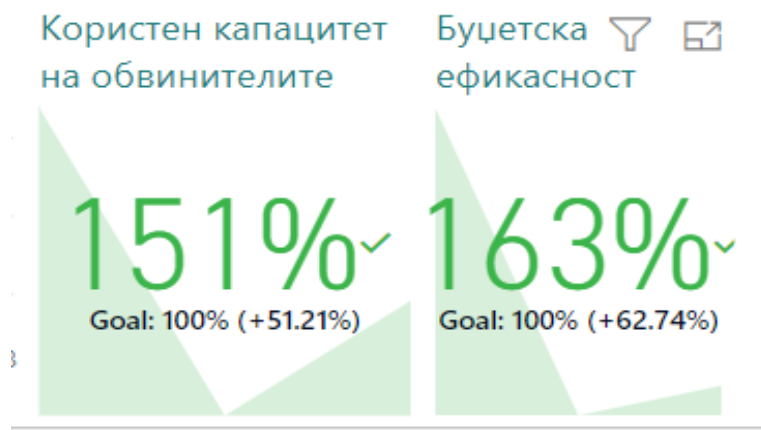 Користен капацитет
на обвинителите
151%
Goal: 100% (+51.21%)
Буџетска
ефикасност
163%
Goal: 100% (+62.74%)